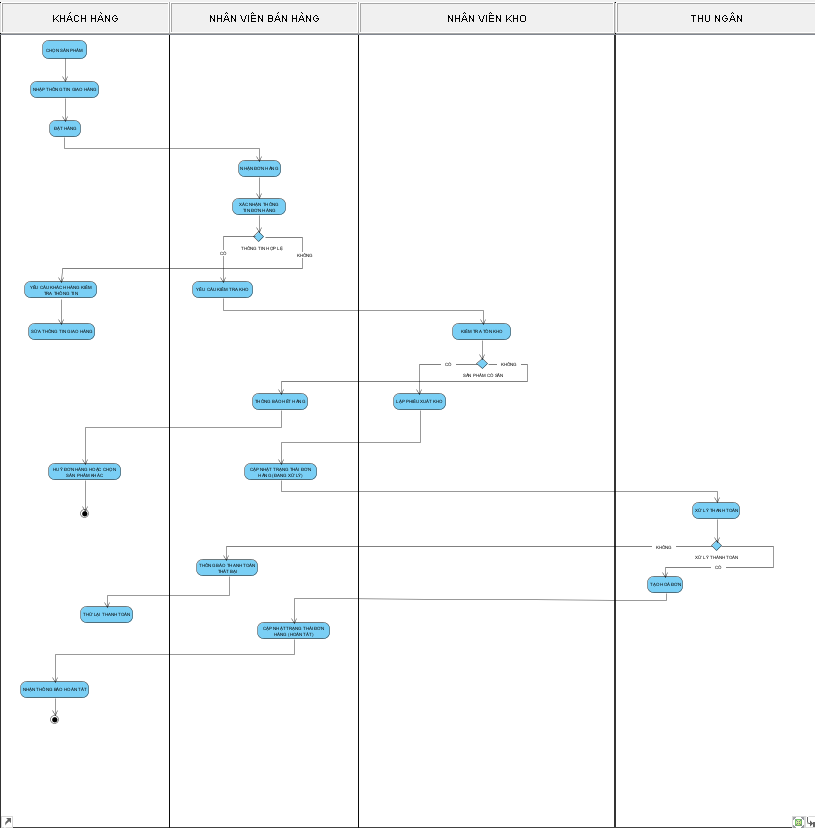 KHÁCH HÀNG
NHÂN VIÊN BÁN HÀNG
NHÂN VIÊN KHO
THU NGÂN
CHỌN SẢN PHẨM
NHẬP THÔNG TIN GIAO HÀNG
ĐẶT HÀNG
NHẬN ĐƠN HÀNG
XÁC NHẬN THÔNG
TIN ĐƠN HÀNG
THÔNG TIN HỢP LỆ
CÓ
KHÔNG
YÊU CẦU KHÁCH HÀNG KIỂM
TRA THÔNG TIN
YÊU CẦU KIỂM TRA KHO
SỬA THÔNG TIN GIAO HÀNG
KIỂM TRA TỒN KHO
CÓ
KHÔNG
SẢN PHẨM CÓ SẴN
THÔNG BÁO HẾT HÀNG
LẬP PHIẾU XUẤT KHO
HUỶ ĐƠN HÀNG HOẶC CHỌN
SẢN PHẨM KHÁC
CẬP NHẬT TRẠNG THÁI ĐƠN
HÀNG (ĐANG XỬ LÝ)
XỬ LÝ THANH TOÁN
KHÔNG
XỬ LÝ THÀNH TOÁN
CÓ
THÔNG BÁO THANH TOÁN
THẤT BẠI
TẠO HOÁ ĐƠN
THỬ LẠI THANH TOÁN
CẬP NHẬT TRẠNG THÁI ĐƠN
HÀNG (HOÀN TẤT)
NHẬN THÔNG BÁO HOÀN TẤT